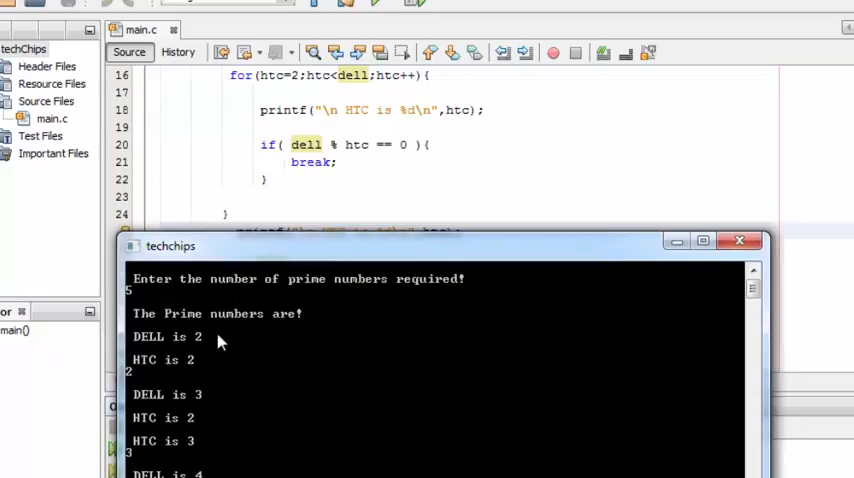 main.c
techChips
Source
History
Header Files
Resource Files
Source Files
main.c
Test Files
Important Files
16 for(htc=2;htc<dell;htc++){
17
18 printf("\n HTC is %d\n",htc);
19
20 if( dell % htc == 0 ){
21 break;
22 }
23
24 }
techchips
Enter the number of prime numbers required!
5
The Prime numbers are!
DELL is 2
HTC is 2
2
DELL is 3
HTC is 2
HTC is 3
3
DELL is 4
main()